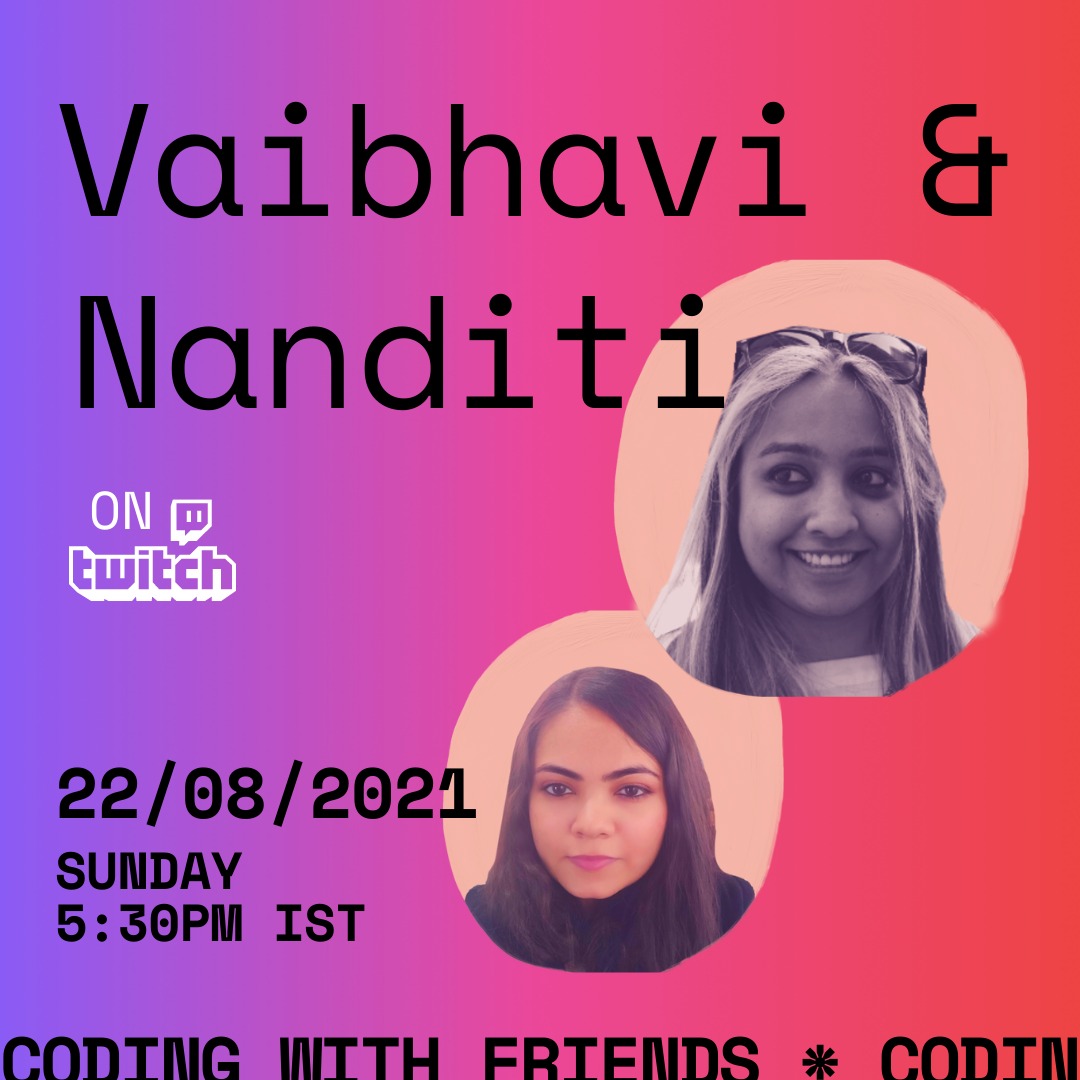 Vaibhavi &
Nanditi
ON
twitch
22/08/2021
SUNDAY
5:30PM IST
CODING WITH FRIENDS * CODIN